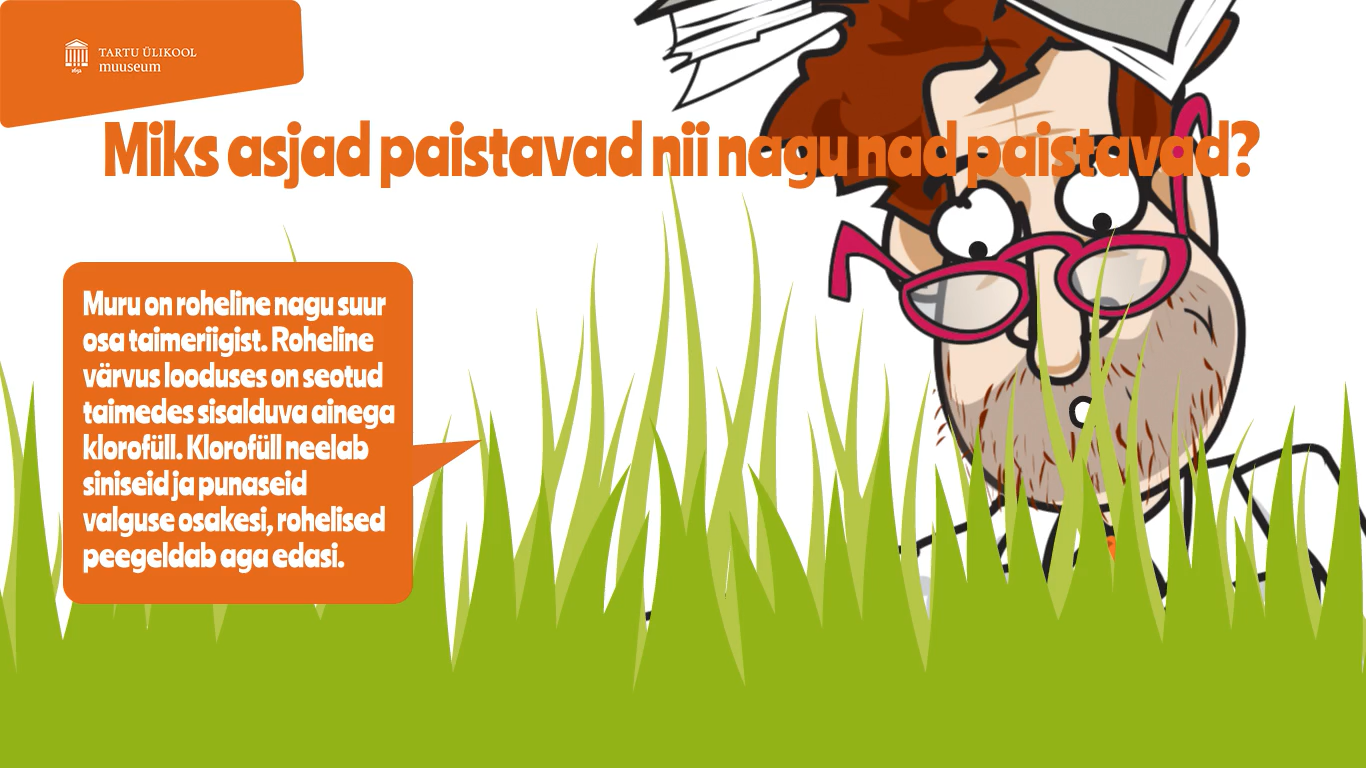 TARTU ÜLIKOOL
muuseum
1632
Miks asjad paistavad nii nagu nad paistavad?
Muru on roheline nagu suur
osa taimeriigist. Roheline
värvus looduses on seotud
taimedes sisalduva ainega
klorofüll. Klorofüll neelab
siniseid ja punaseid
valguse osakesi, rohelised
peegeldab aga edasi.